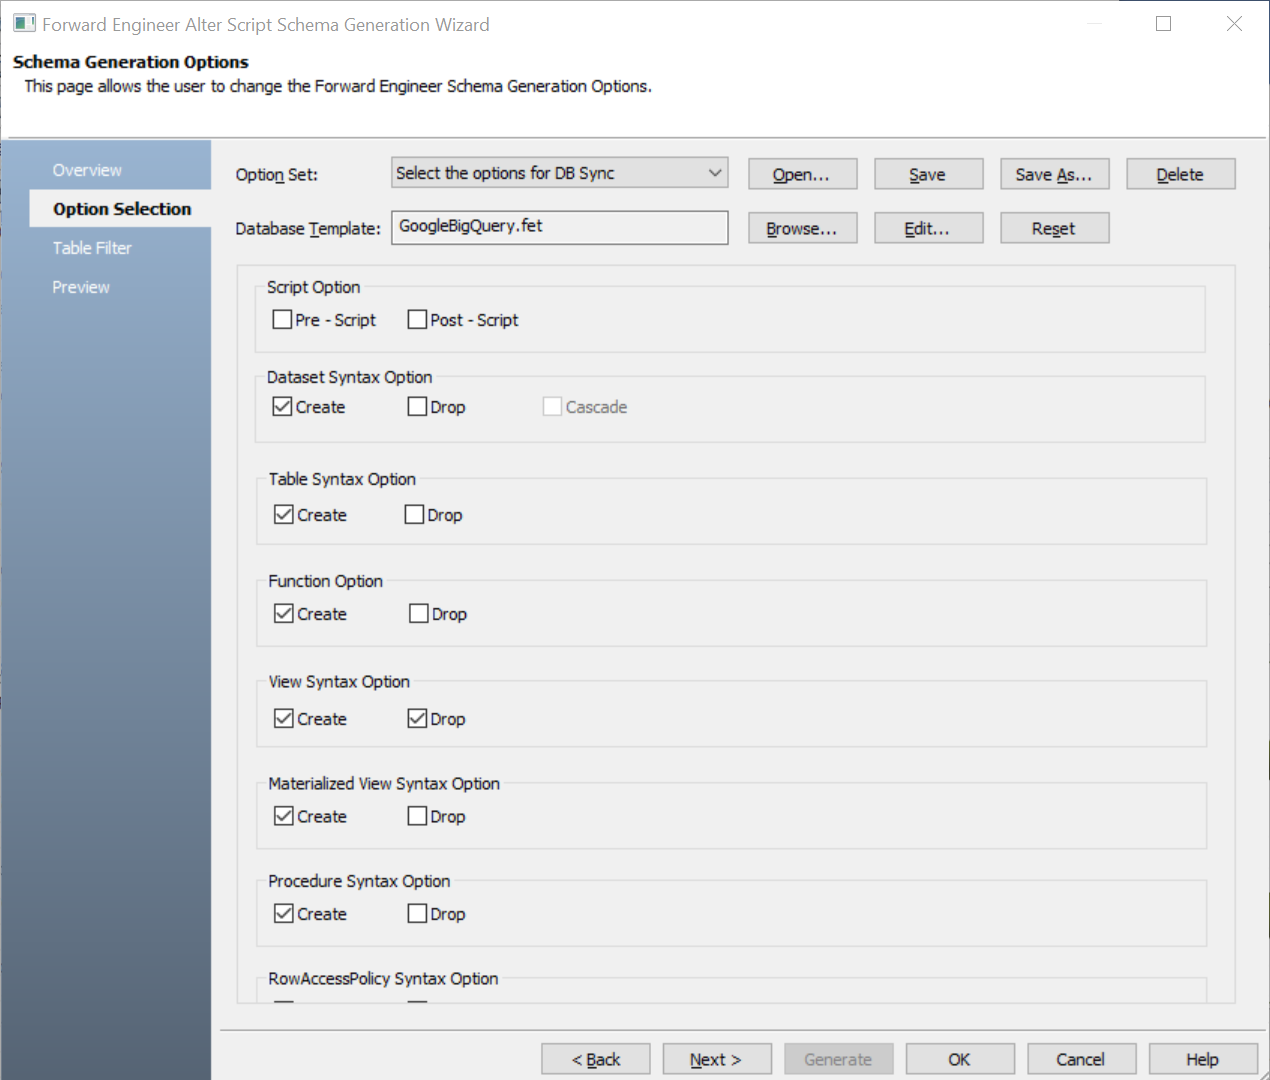 Forward Engineer Alter Script Schema Generation Wizard
Schema Generation Options
This page allows the user to change the Forward Engineer Schema Generation Options.
Overview
Option Selection
Table Filter
Preview
Option Set: Select the options for DB Sync Open... Save Save As... Delete
Database Template: GoogleBigQuery.fet Browse... Edit... Reset
Script Option
Pre - Script Post - Script
Dataset Syntax Option
Create Drop Cascade
Table Syntax Option
Create Drop
Function Option
Create Drop
View Syntax Option
Create Drop
Materialized View Syntax Option
Create Drop
Procedure Syntax Option
Create Drop
RowAccessPolicy Syntax Option
< Back Next > Generate OK Cancel Help